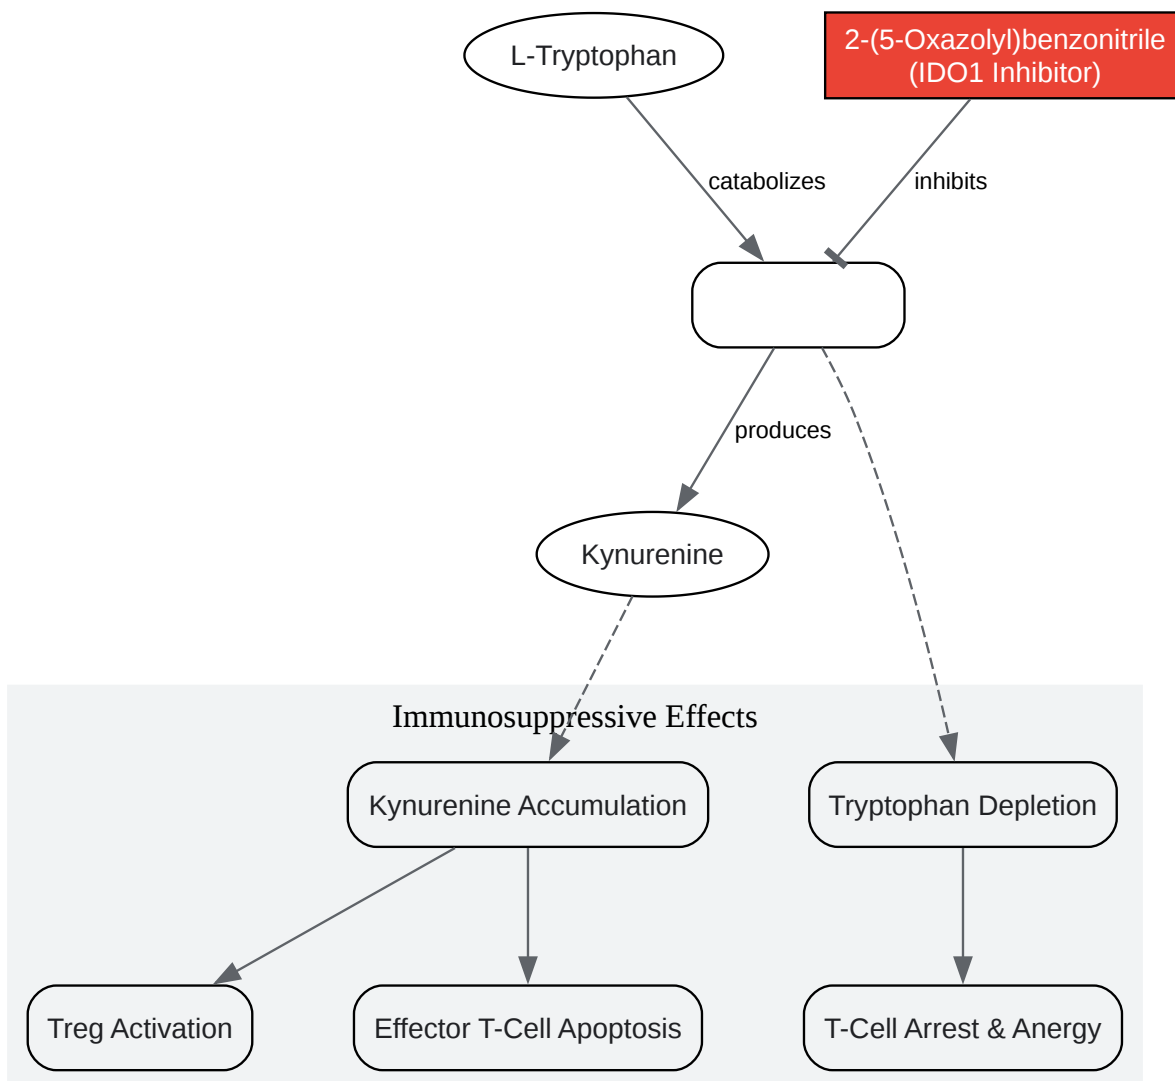 L-Tryptophan
2-(5-Oxazolyl)benzonitrile
(IDO1 Inhibitor)
catabolizes
inhibits
produces
Kynurenine
Immunosuppressive Effects
Kynurenine Accumulation
Tryptophan Depletion
Treg Activation
Effector T-Cell Apoptosis
T-Cell Arrest & Anergy